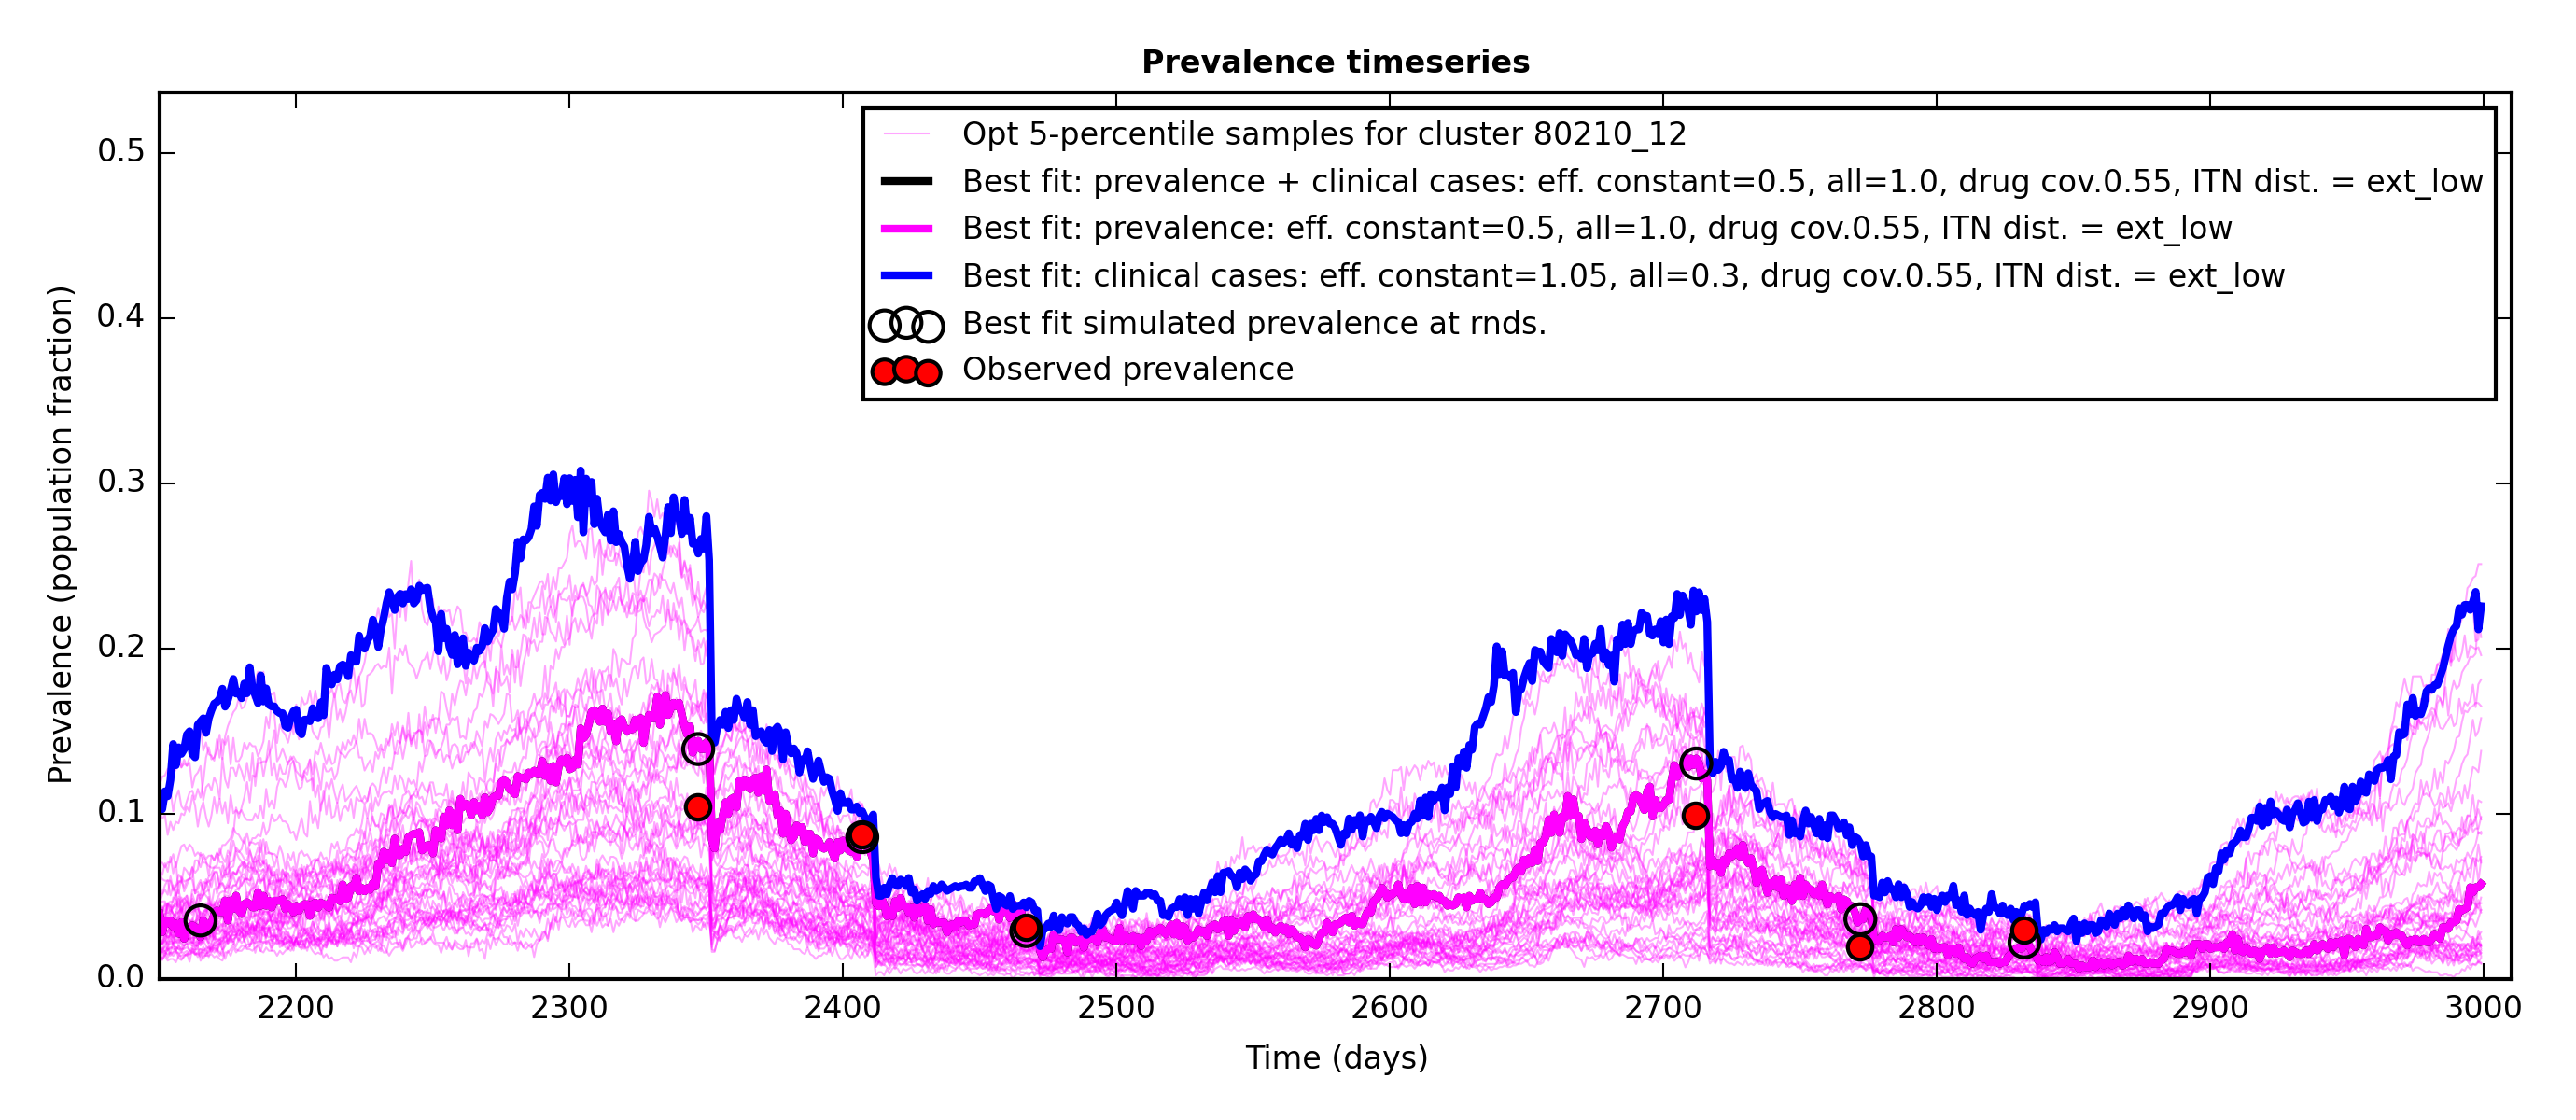 Prevalence timeseries
Opt 5-percentile samples for cluster 80210_12
Best fit: prevalence + clinical cases: eff. constant=0.5, all=1.0, drug cov.0.55, ITN dist. = ext_low
Best fit: prevalence: eff. constant=0.5, all=1.0, drug cov.0.55, ITN dist. = ext_low
Best fit: clinical cases: eff. constant=1.05, all=0.3, drug cov.0.55, ITN dist. = ext_low
Best fit simulated prevalence at rnds.
Observed prevalence
Prevalence (population fraction)
0.5
0.4
0.3
0.2
0.1
0.0
2200 2300 2400 2500 2600 2700 2800 2900 3000
Time (days)